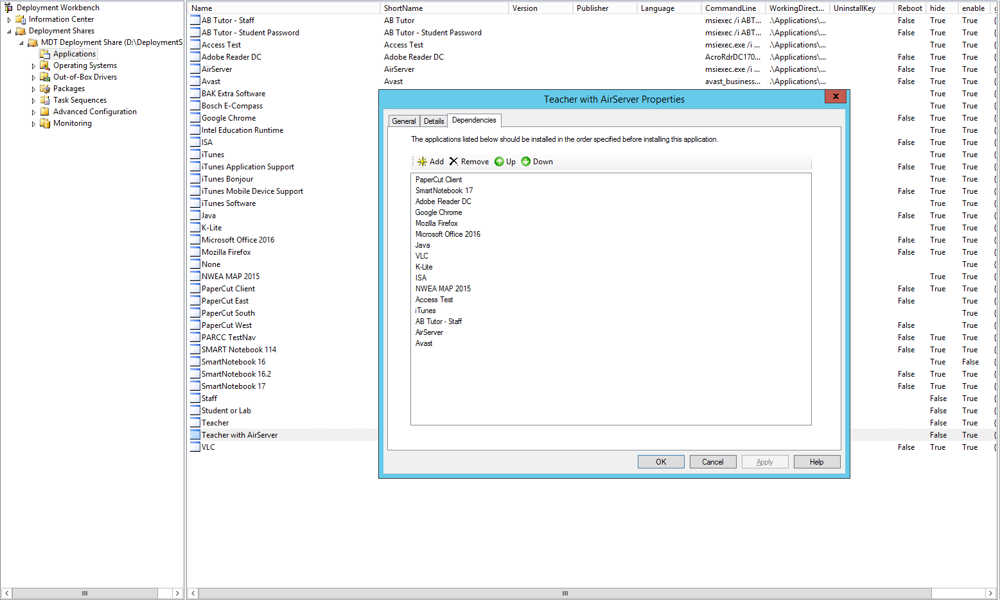 Deployment Workbench
Information Center
Deployment Shares
MDT Deployment Share (D:\DeploymentS
Applications
Operating Systems
Out-of-Box Drivers
Packages
Task Sequences
Advanced Configuration
Monitoring
Name ShortName Version Publisher Language CommandLine WorkingDirect... UninstallKey Reboot hide enable g
AB Tutor - Staff AB Tutor msiexec /i ABT... .\Applications\... False True True {
AB Tutor - Student Password AB Tutor - Student Password msiexec /i ABT... .\Applications\... False True True {
Access Test Access Test msiexec.exe /i ... .\Applications\... True True {
Adobe Reader DC Adobe Reader DC AcroRdrDC170... .\Applications\... False True True {
AirServer AirServer msiexec.exe /i ... .\Applications\... False True True {
Avast Avast avast_business... .\Applications\... False True True {
BAK Extra Software True True {
Bosch E-Compass True True {
Google Chrome False True True {
Intel Education Runtime True True {
ISA False True True {
iTunes True True {
iTunes Application Support False True True {
iTunes Bonjour True True {
iTunes Mobile Device Support False True True {
iTunes Software True True {
Java False True True {
K-Lite True True {
Microsoft Office 2016 False True True {
Mozilla Firefox False True True {
None True {
NWEA MAP 2015 True True {
PaperCut Client False True True {
PaperCut East False True {
PaperCut South True {
PaperCut West False True {
PARCC TestNav False True True {
SMART Notebook 114 False True True {
SmartNotebook 16 True False {
SmartNotebook 16.2 False True True {
SmartNotebook 17 False True True {
Staff False True {
Student or Lab False True {
Teacher False True {
Teacher with AirServer False True {
VLC False True True {
Teacher with AirServer Properties
x
General Details Dependencies
The applications listed below should be installed in the order specified before installing this application.
Add Remove Up Down
PaperCut Client
SmartNotebook 17
Adobe Reader DC
Google Chrome
Mozilla Firefox
Microsoft Office 2016
Java
VLC
K-Lite
ISA
NWEA MAP 2015
Access Test
iTunes
AB Tutor - Staff
AirServer
Avast
OK Cancel Apply Help